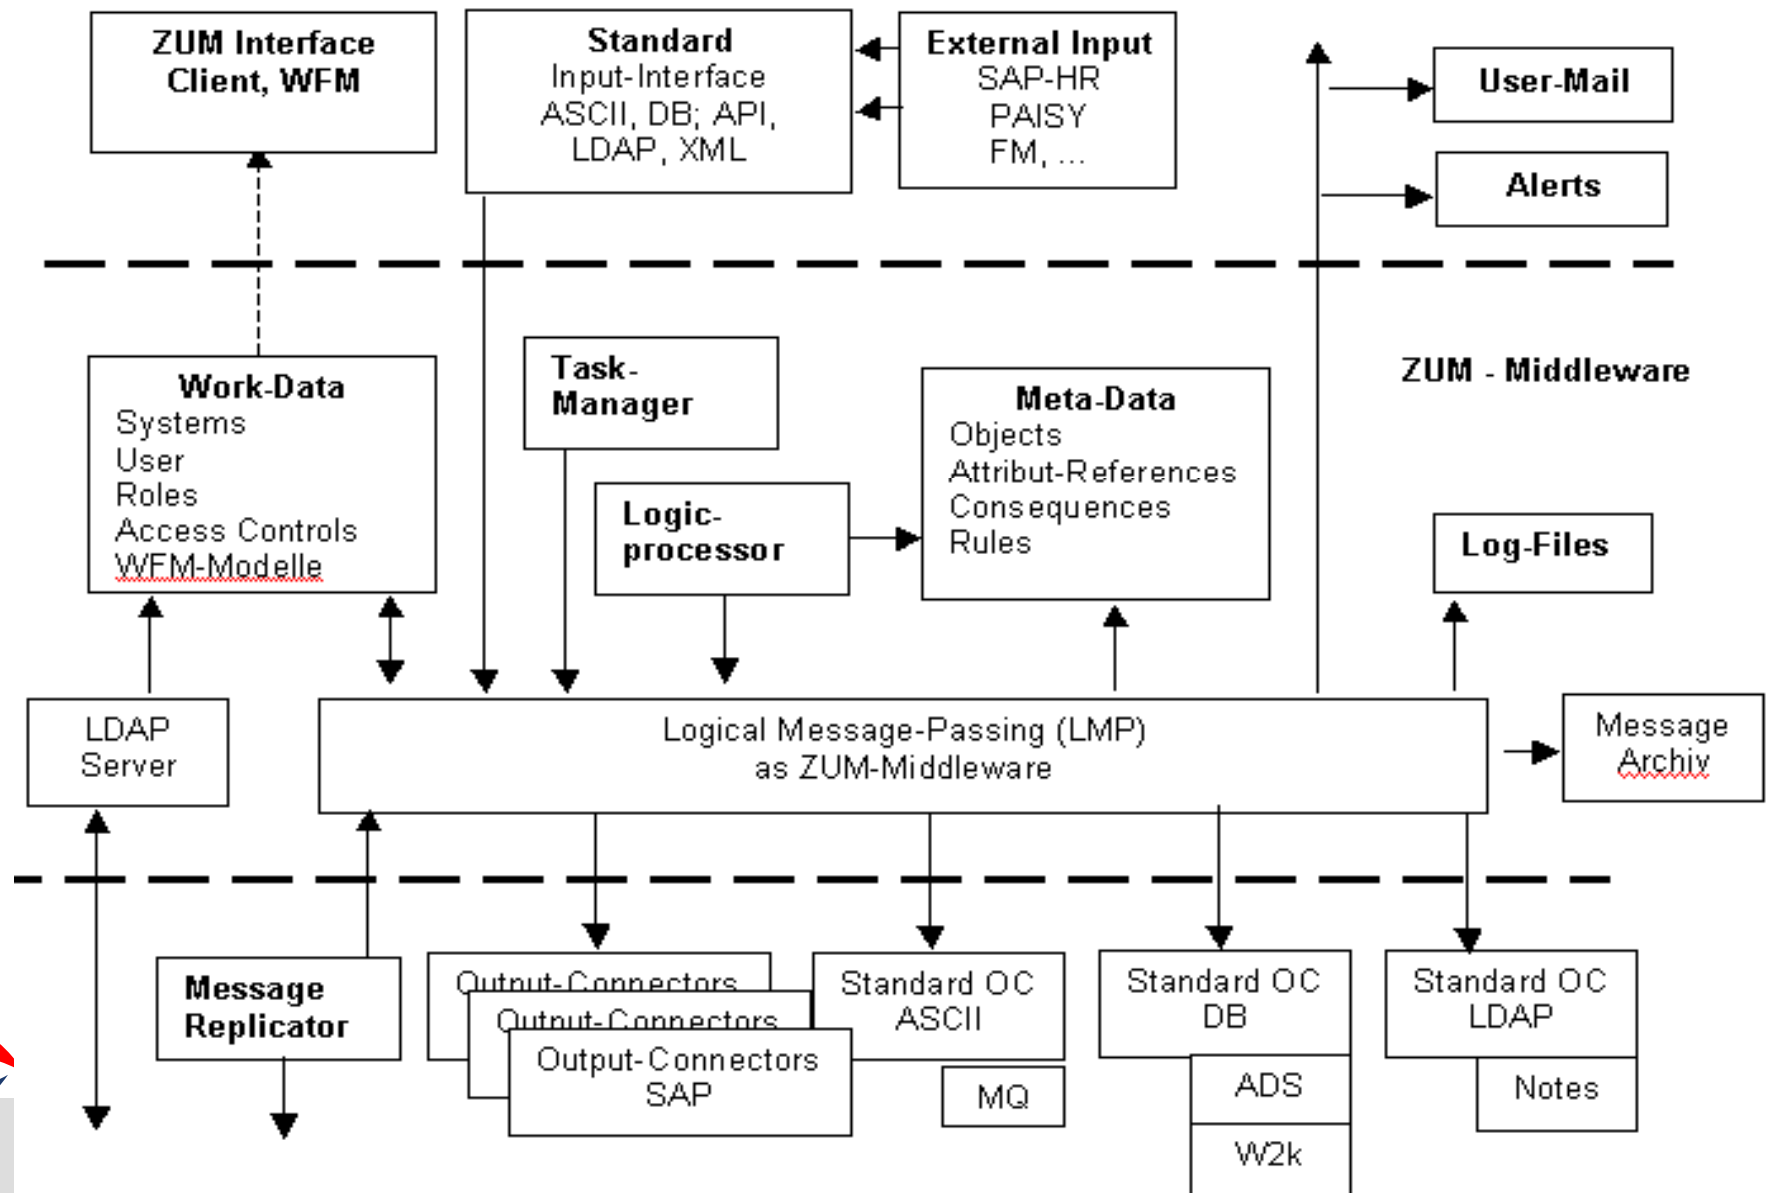 ZUM Interface
Client, WFM
Standard
Input-Interface
ASCII, DB; API,
LDAP, XML
External Input
SAP-HR
PAISY
FM, ...
User-Mail
Alerts
ZUM - Middleware
Work-Data
Systems
User
Roles
Access Controls
WFM-Modelle
Task-
Manager
Logic-
processor
Meta-Data
Objects
Attribut-References
Consequences
Rules
Log-Files
LDAP
Server
Logical Message-Passing (LMP)
as ZUM-Middleware
Message
Archiv
Message
Replicator
Output-Connectors
Output-Connectors
Output-Connectors
SAP
Standard OC
ASCII
MQ
Standard OC
DB
ADS
W2k
Standard OC
LDAP
Notes